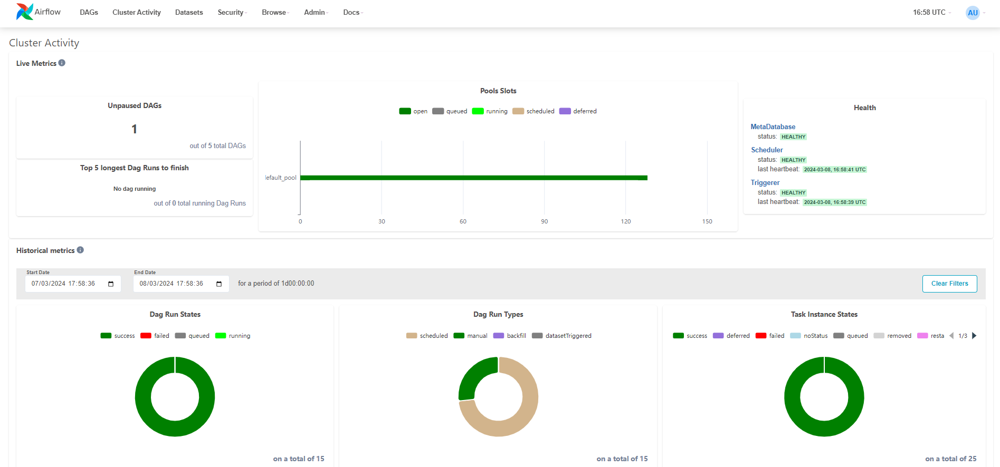 Airflow DAGs Cluster Activity Datasets Security Browse Admin Docs 16:58 UTC AU
Cluster Activity
Live Metrics
Unpaused DAGs
1
out of 5 total DAGs
Top 5 longest Dag Runs to finish
No dag running
out of 0 total running Dag Runs
Pools Slots
open queued running scheduled deferred
default_pool
0 30 60 90 120 150
Health
MetaDatabase
status: HEALTHY
Scheduler
status: HEALTHY
last heartbeat: 2024-03-08, 16:58:41 UTC
Triggerer
status: HEALTHY
last heartbeat: 2024-03-08, 16:58:39 UTC
Historical metrics
Start Date End Date
07/03/2024 17:58:36 08/03/2024 17:58:36 for a period of 1d00:00:00 Clear Filters
Dag Run States
success failed queued running
on a total of 15
Dag Run Types
scheduled manual backfill datasetTriggered
on a total of 15
Task Instance States
success deferred failed noStatus queued removed resta 1/3
on a total of 25